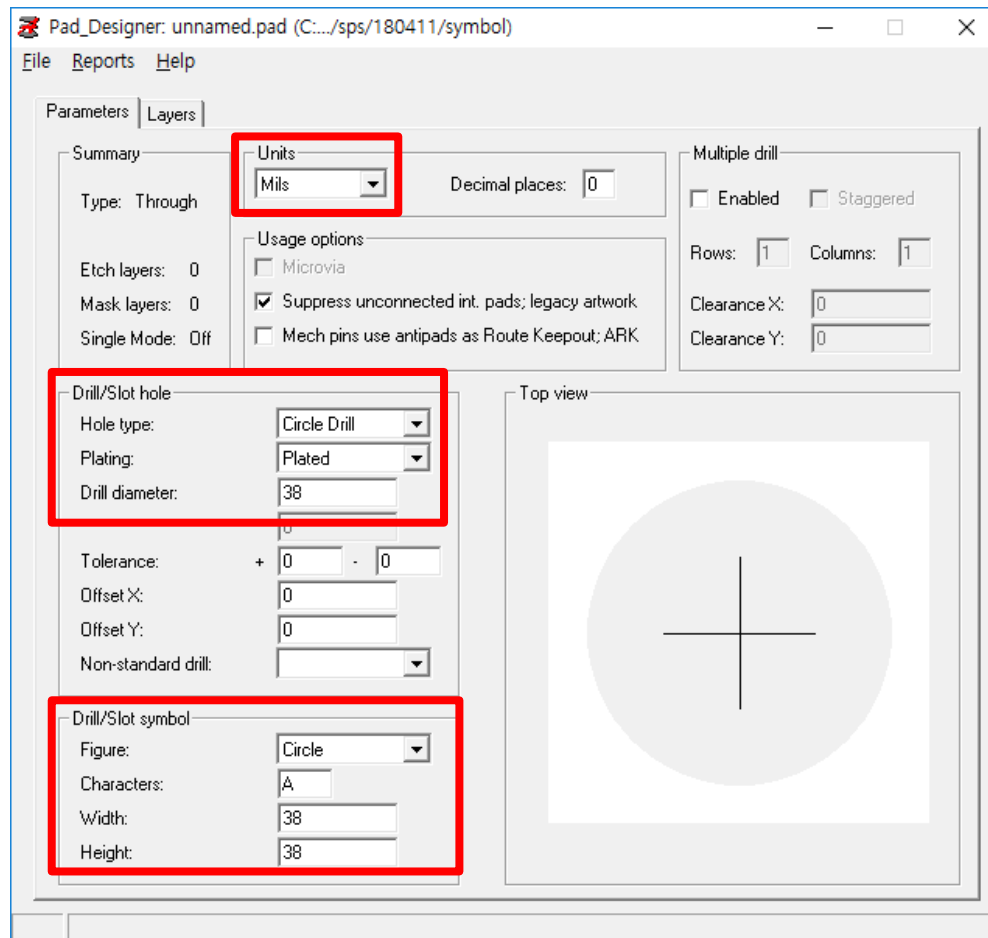 Pad_Designer: unnamed.pad (C:.../sps/180411/symbol)
File Reports Help
Parameters Layers
Summary
Type: Through
Etch layers: 0
Mask layers: 0
Single Mode: Off
Units
Mils
Decimal places: 0
Usage options
Microvia
Suppress unconnected int. pads; legacy artwork
Mech pins use antipads as Route Keepout; ARK
Multiple drill
Enabled Staggered
Rows: 1 Columns: 1
Clearance X: 0
Clearance Y: 0
Drill/Slot hole
Hole type: Circle Drill
Plating: Plated
Drill diameter: 38
0
Tolerance: + 0 - 0
Offset X: 0
Offset Y: 0
Non-standard drill:
Drill/Slot symbol
Figure: Circle
Characters: A
Width: 38
Height: 38
Top view